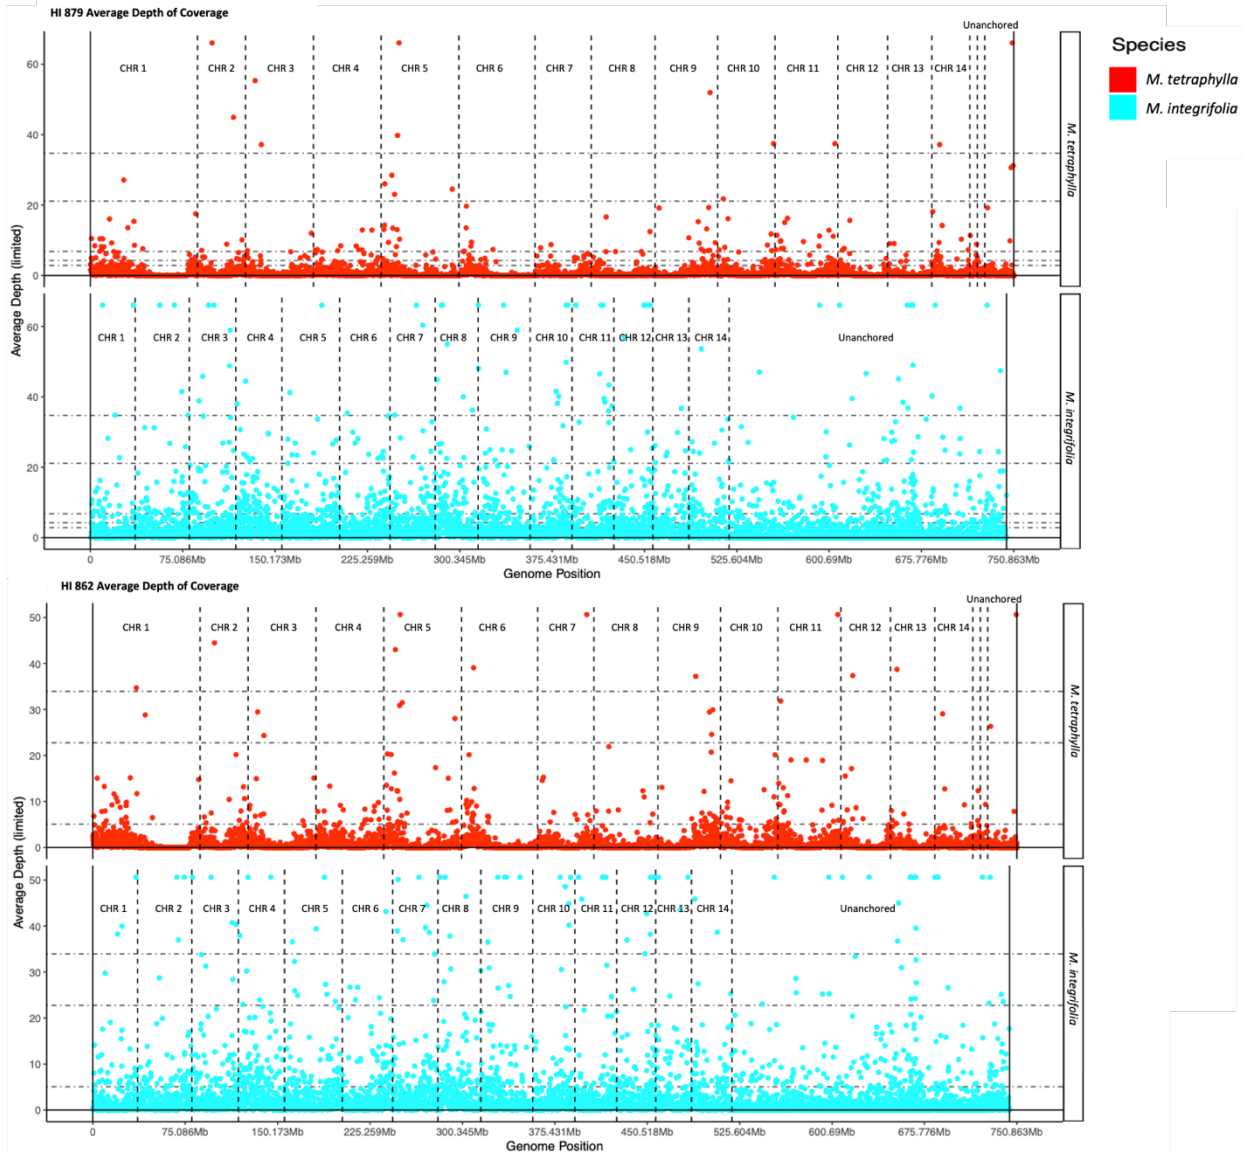 HI 879 Average Depth of Coverage
Unanchored
CHR 1 CHR 2 CHR 3 CHR 4 CHR 5 CHR 6 CHR 7 CHR 8 CHR 9 CHR 10 CHR 11 CHR 12 CHR 13 CHR 14
60
40
20
0
M. tetraphylla
Species
M. tetraphylla
M. integrifolia
Average Depth (limited)
CHR 1 CHR 2 CHR 3 CHR 4 CHR 5 CHR 6 CHR 7 CHR 8 CHR 9 CHR 10 CHR 11 CHR 12 CHR 13 CHR 14 Unanchored
60
40
20
0
M. integrifolia
0 75.086Mb 150.173Mb 225.259Mb 300.345Mb 375.431Mb 450.518Mb 525.604Mb 600.69Mb 675.776Mb 750.863Mb
Genome Position
HI 862 Average Depth of Coverage
Unanchored
CHR 1 CHR 2 CHR 3 CHR 4 CHR 5 CHR 6 CHR 7 CHR 8 CHR 9 CHR 10 CHR 11 CHR 12 CHR 13 CHR 14
50
40
30
20
10
0
M. tetraphylla
Average Depth (limited)
CHR 1 CHR 2 CHR 3 CHR 4 CHR 5 CHR 6 CHR 7 CHR 8 CHR 9 CHR 10 CHR 11 CHR 12 CHR 13 CHR 14 Unanchored
50
40
30
20
10
0
M. integrifolia
0 75.086Mb 150.173Mb 225.259Mb 300.345Mb 375.431Mb 450.518Mb 525.604Mb 600.69Mb 675.776Mb 750.863Mb
Genome Position